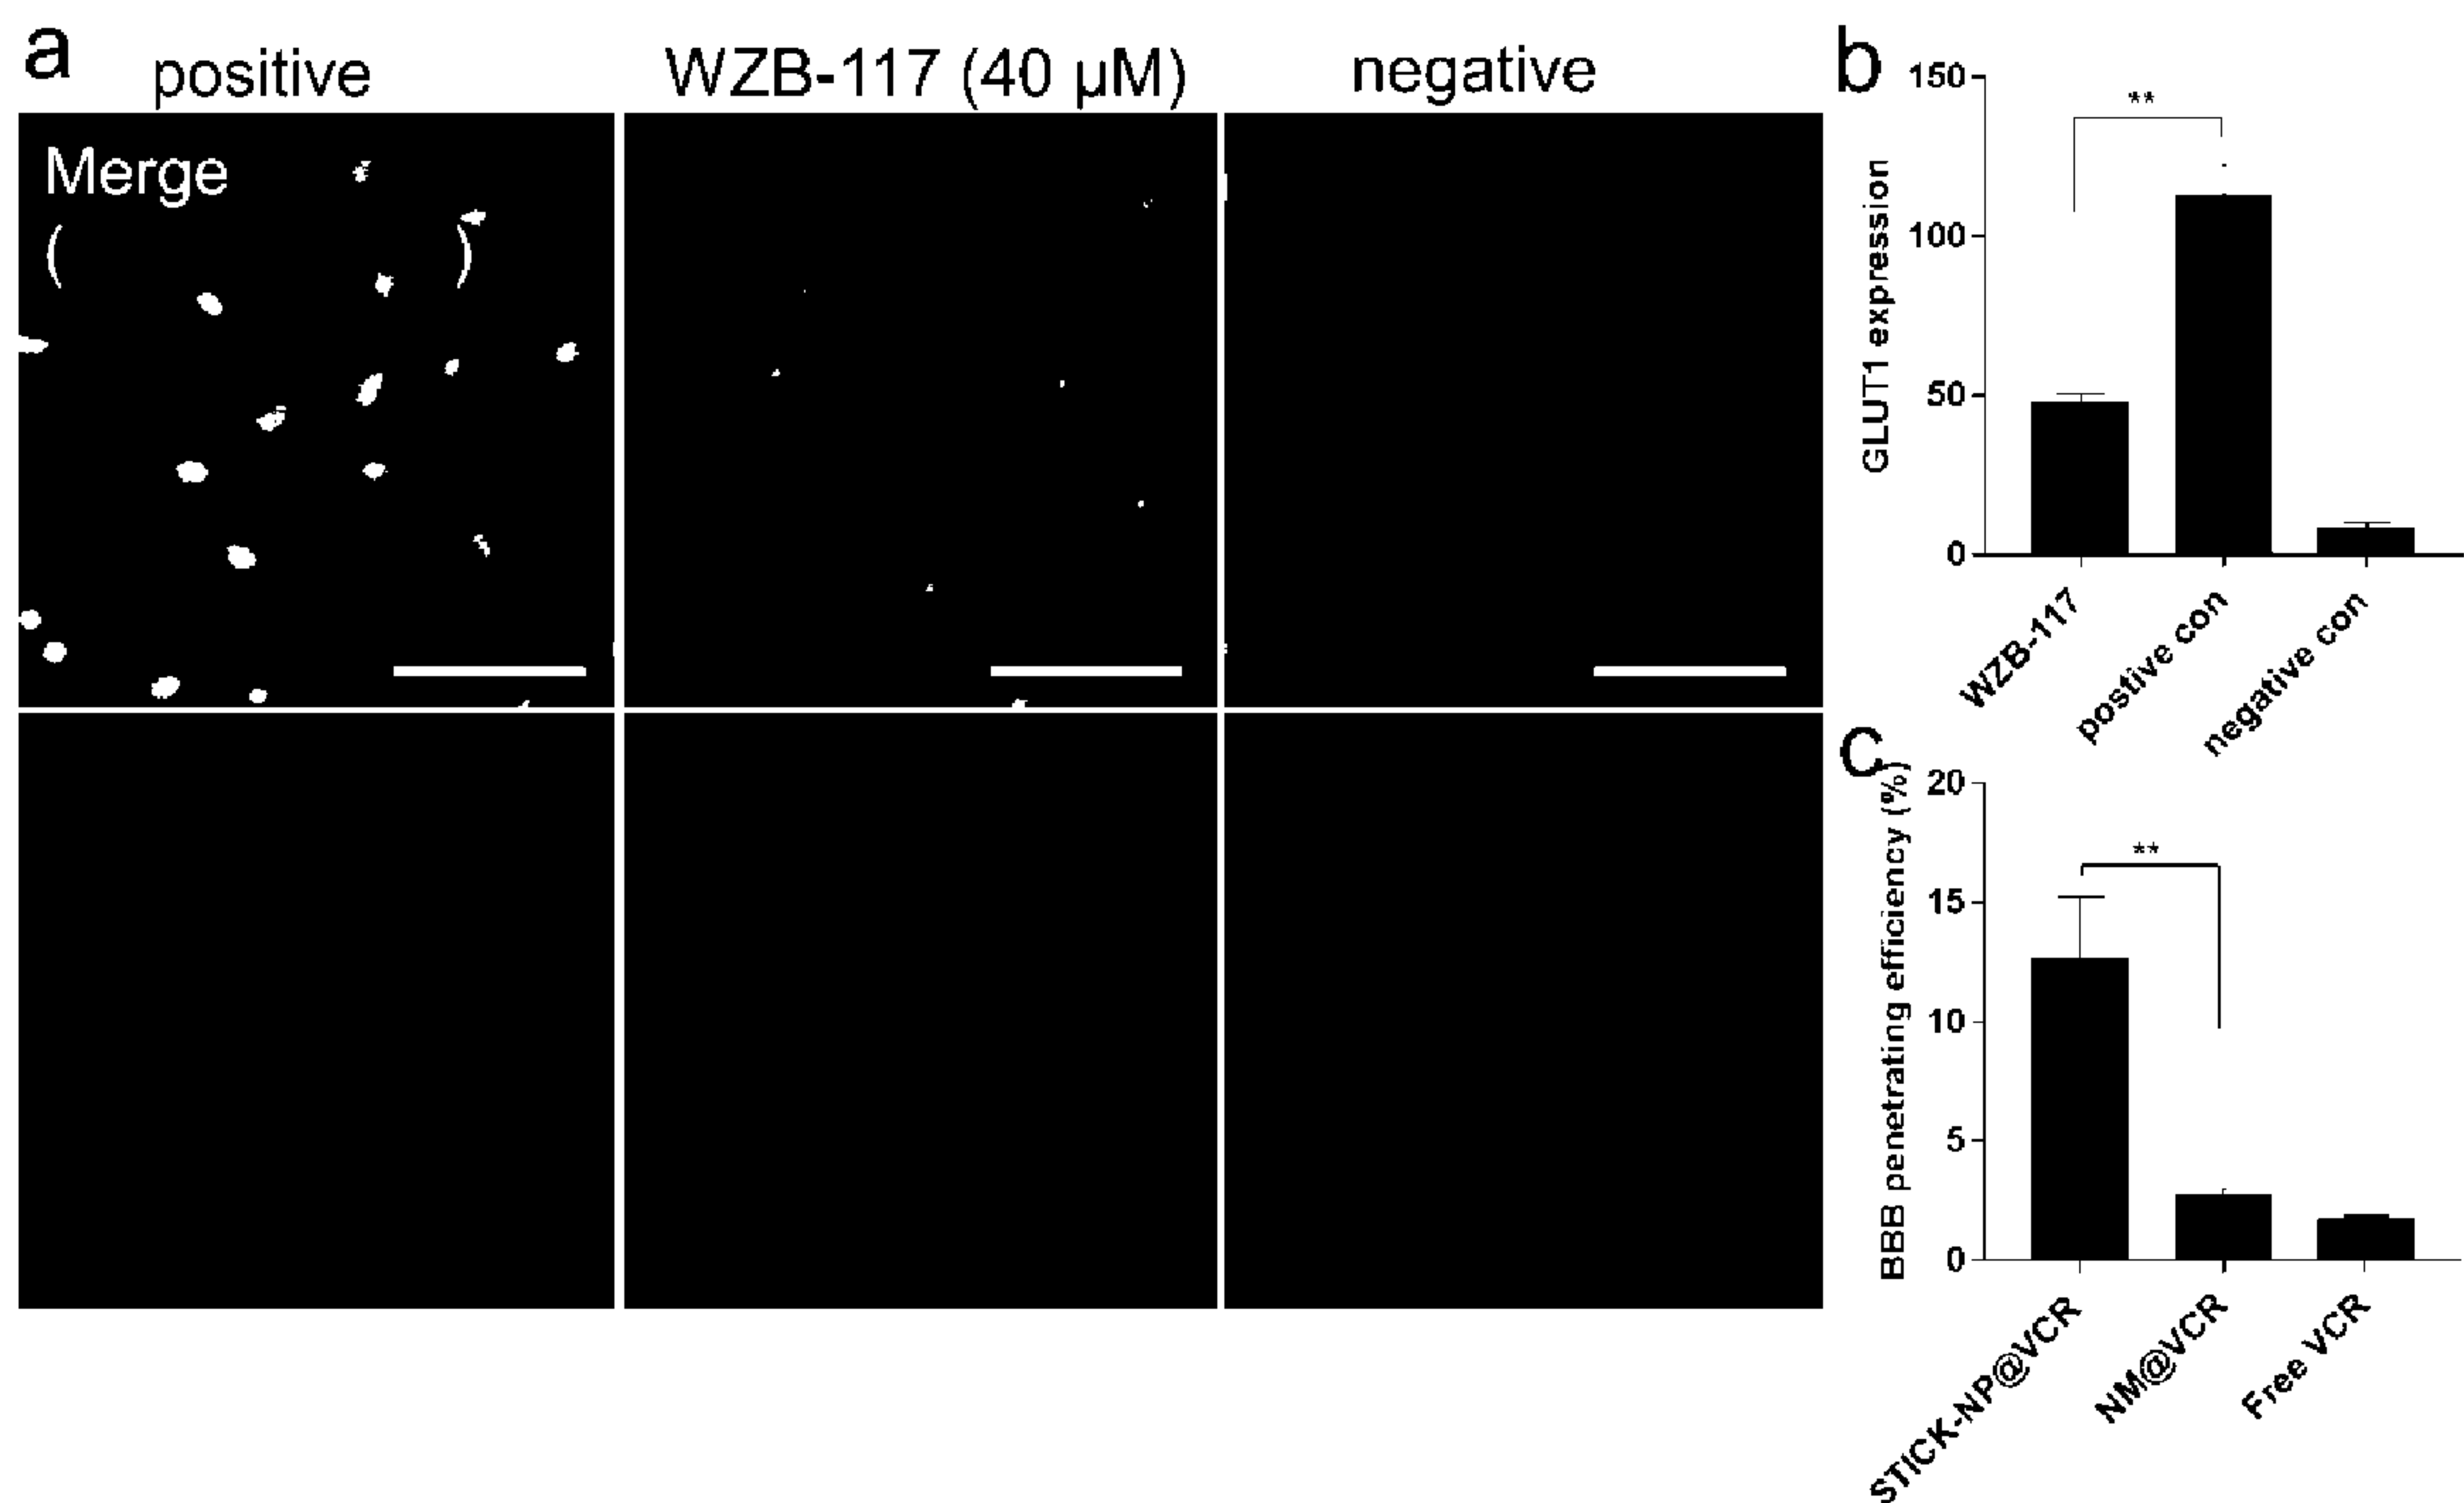 a
positive
WZB-117 (40 µM)
negative
Merge
( )
b
GLUT1 expression
150
100
50
0
**
WZB-117
postive con
negative con
c
BBB penetrating efficiency (%)
20
15
10
5
0
**
STICK-NP@VCR
NM@VCR
Free VCR